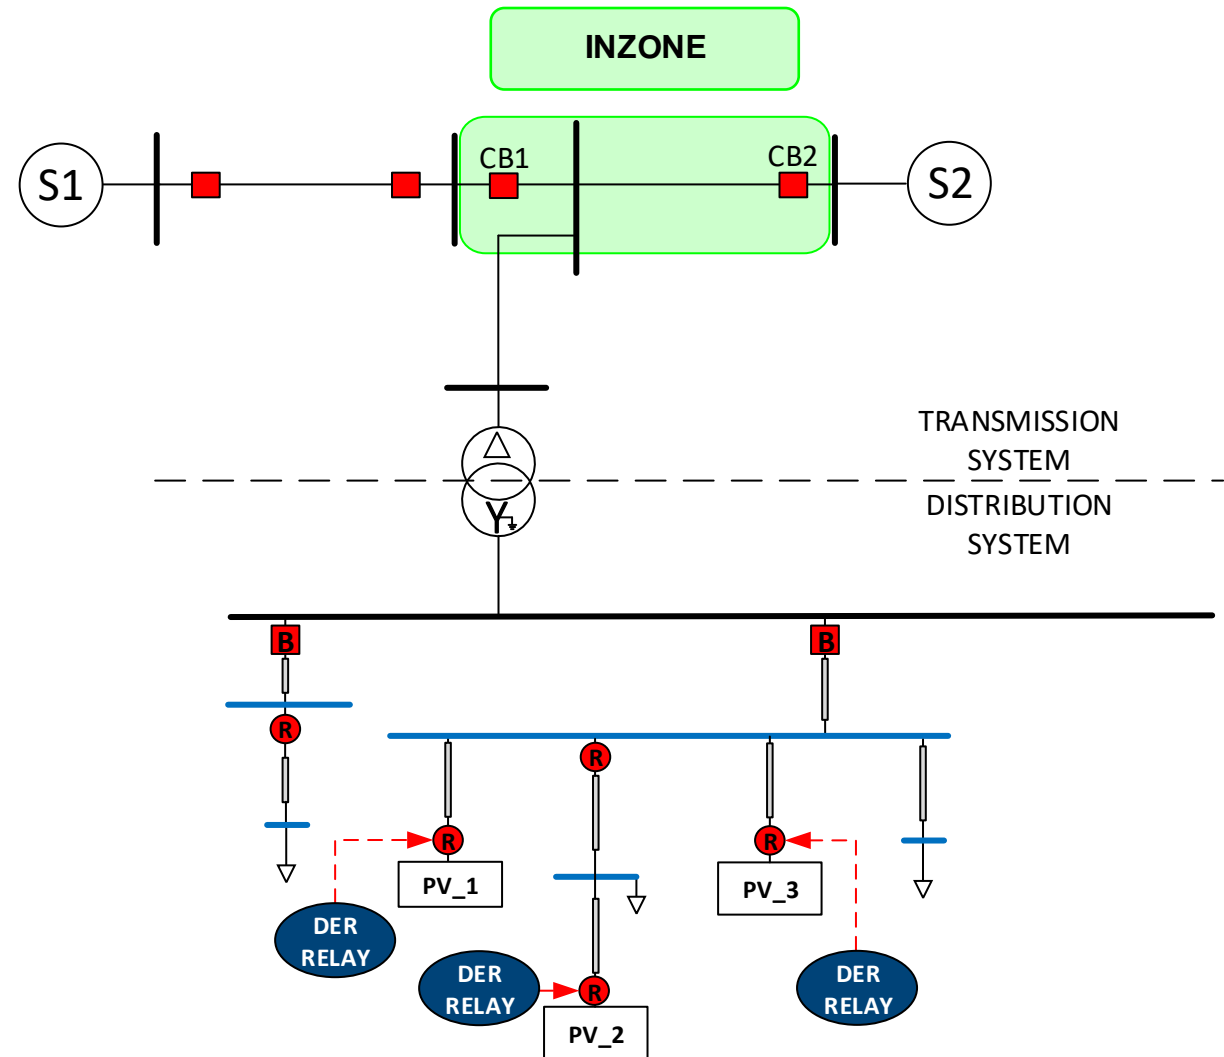 INZONE
CB1
CB2
S1
S2
TRANSMISSION
SYSTEM
DISTRIBUTION
SYSTEM
B
B
R
R
R
R
PV_1
PV_3
DER
RELAY
DER
RELAY
DER
RELAY
R
PV_2